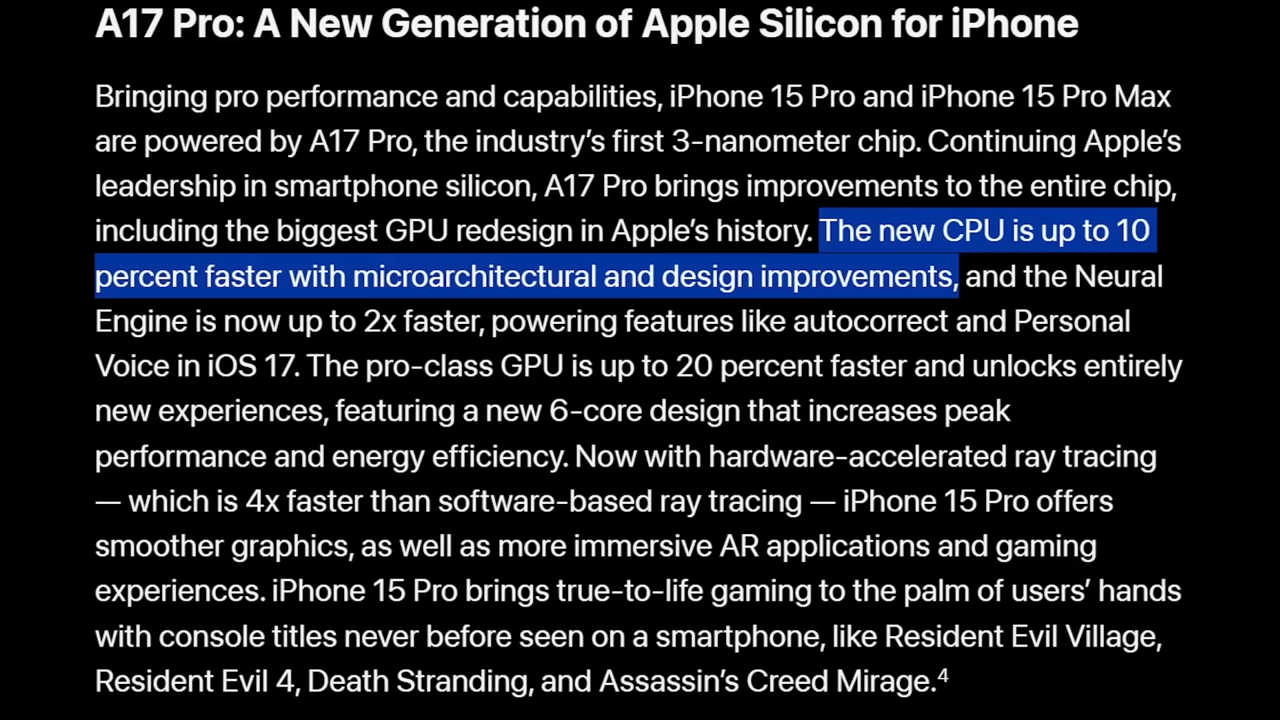 A17 Pro: A New Generation of Apple Silicon for iPhone
Bringing pro performance and capabilities, iPhone 15 Pro and iPhone 15 Pro Max
are powered by A17 Pro, the industry’s first 3-nanometer chip. Continuing Apple’s
leadership in smartphone silicon, A17 Pro brings improvements to the entire chip,
including the biggest GPU redesign in Apple’s history. The new CPU is up to 10
percent faster with microarchitectural and design improvements, and the Neural
Engine is now up to 2x faster, powering features like autocorrect and Personal
Voice in iOS 17. The pro-class GPU is up to 20 percent faster and unlocks entirely
new experiences, featuring a new 6-core design that increases peak
performance and energy efficiency. Now with hardware-accelerated ray tracing
— which is 4x faster than software-based ray tracing — iPhone 15 Pro offers
smoother graphics, as well as more immersive AR applications and gaming
experiences. iPhone 15 Pro brings true-to-life gaming to the palm of users’ hands
with console titles never before seen on a smartphone, like Resident Evil Village,
Resident Evil 4, Death Stranding, and Assassin’s Creed Mirage.⁴